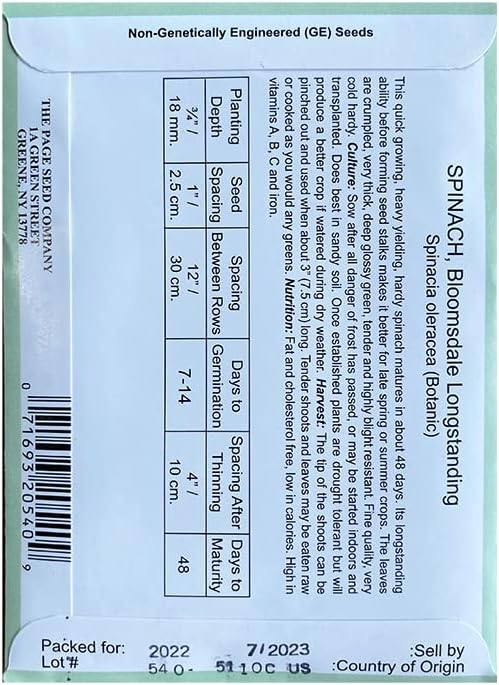 Non-Genetically Engineered (GE) Seeds
SPINACH, Bloomsdale Longstanding
Spinacia oleracea (Botanic)
This quick growing, heavy yielding, hardy spinach matures in about 48 days. Its longstanding
ability before forming seed stalks makes it better for late spring or summer crops. The leaves
are crumpled, very thick, deep glossy green, tender and highly blight resistant. Fine quality, very
cold hardy. Culture: Sow after all danger of frost has passed, or may be started indoors and
transplanted. Does best in sandy soil. Once established plants are drought tolerant but will
produce a better crop if watered during dry weather. Harvest: The tip of the shoots can be
pinched out and used when about 3" (7.5 cm) long. Tender shoots and leaves may be eaten raw
or cooked as you would any greens. Nutrition: Fat and cholesterol free, low in calories. High in
vitamins A, B, C and iron.
Planting Seed Spacing Days to Spacing After Days to
Depth Spacing Between Rows Germination Thinning Maturity
¾"/ 1"/ 12"/ 7-14 4"/ 48
18 mm. 2.5 cm. 30 cm. 10 cm.
THE PAGE SEED COMPANY
1A GREEN STREET
GREENE, NY 13778
0 71693 20540 9
Packed for: 2022 7/2023 :Sell by
Lot# 540- 5110C US :Country of Origin